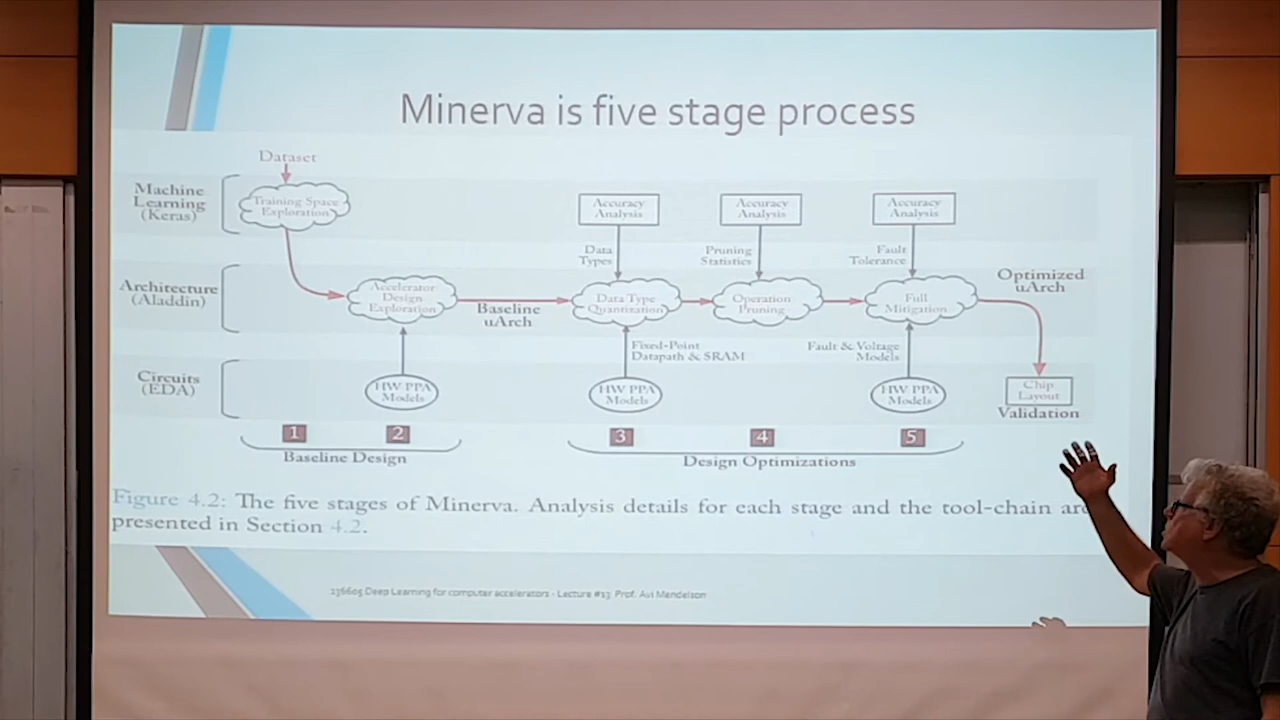 Minerva is five stage process
Dataset
Machine
Learning
(Keras)
Training Space
Exploration
Accuracy
Analysis
Accuracy
Analysis
Accuracy
Analysis
Data
Types
Pruning
Statistics
Fault
Tolerance
Architecture
(Aladdin)
Accelerator
Design
Exploration
Baseline
uArch
Data Type
Quantization
Operation
Pruning
Full
Mitigation
Optimized
uArch
Fixed-Point
Datapath & SRAM
Fault & Voltage
Models
Circuits
(EDA)
HW PPA
Models
HW PPA
Models
HW PPA
Models
Chip
Layout
Validation
1
2
3
4
5
Baseline Design
Design Optimizations
Figure 4.2: The five stages of Minerva. Analysis details for each stage and the tool-chain are
presented in Section 4.2.
236605 Deep Learning for computer accelerators - Lecture #13 Prof. Avi Mendelson